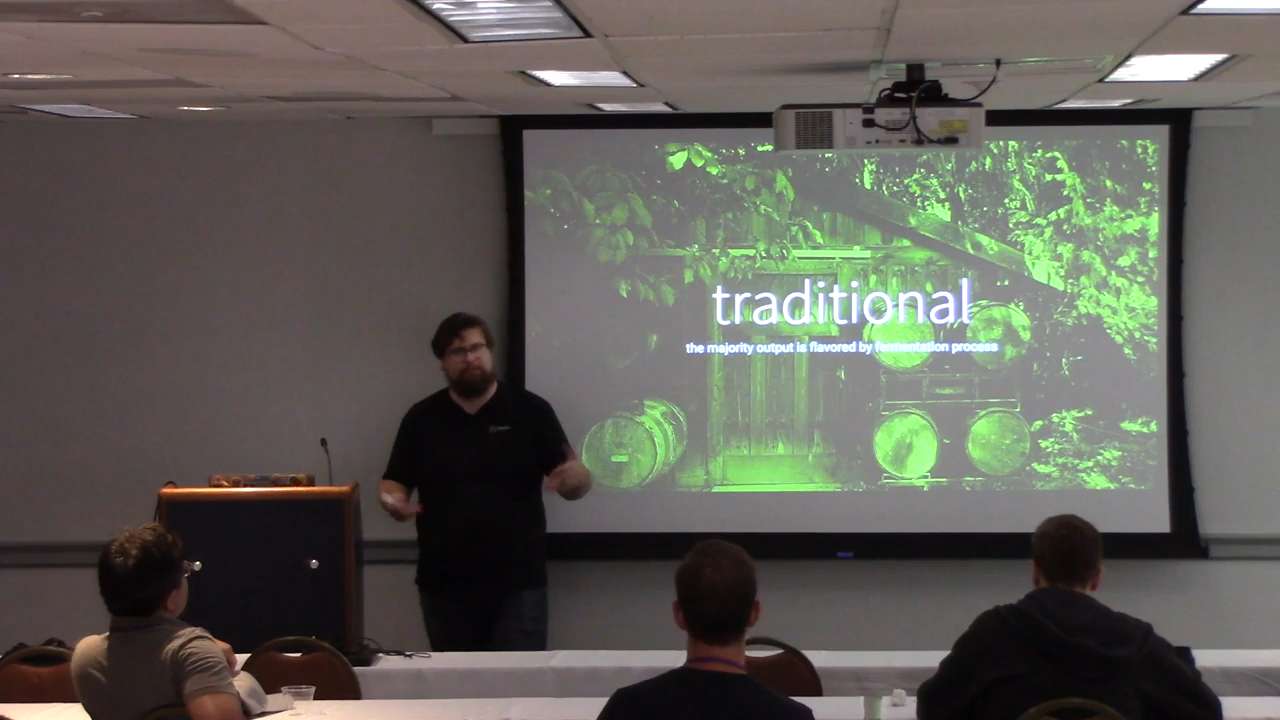 traditional
the majority output is flavored by fermentation process